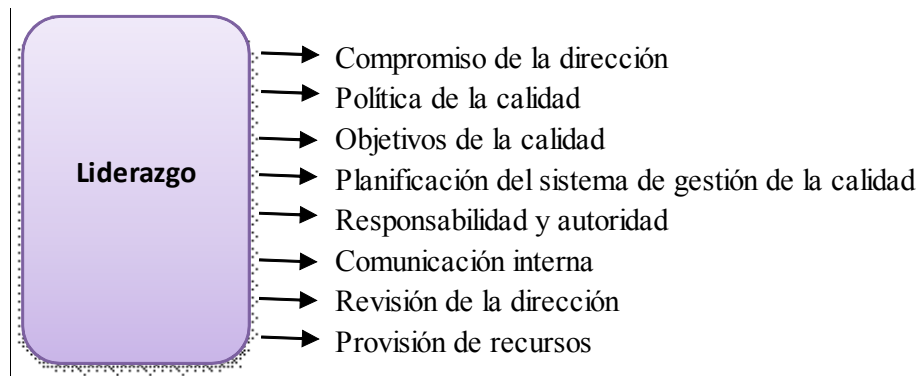 Liderazgo
Compromiso de la dirección
Política de la calidad
Objetivos de la calidad
Planificación del sistema de gestión de la calidad
Responsabilidad y autoridad
Comunicación interna
Revisión de la dirección
Provisión de recursos